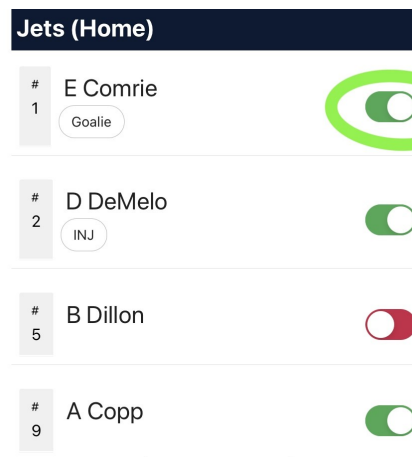 Jets (Home)
#
1
E Comrie
Goalie
#
2
D DeMelo
INJ
#
5
B Dillon
#
9
A Copp